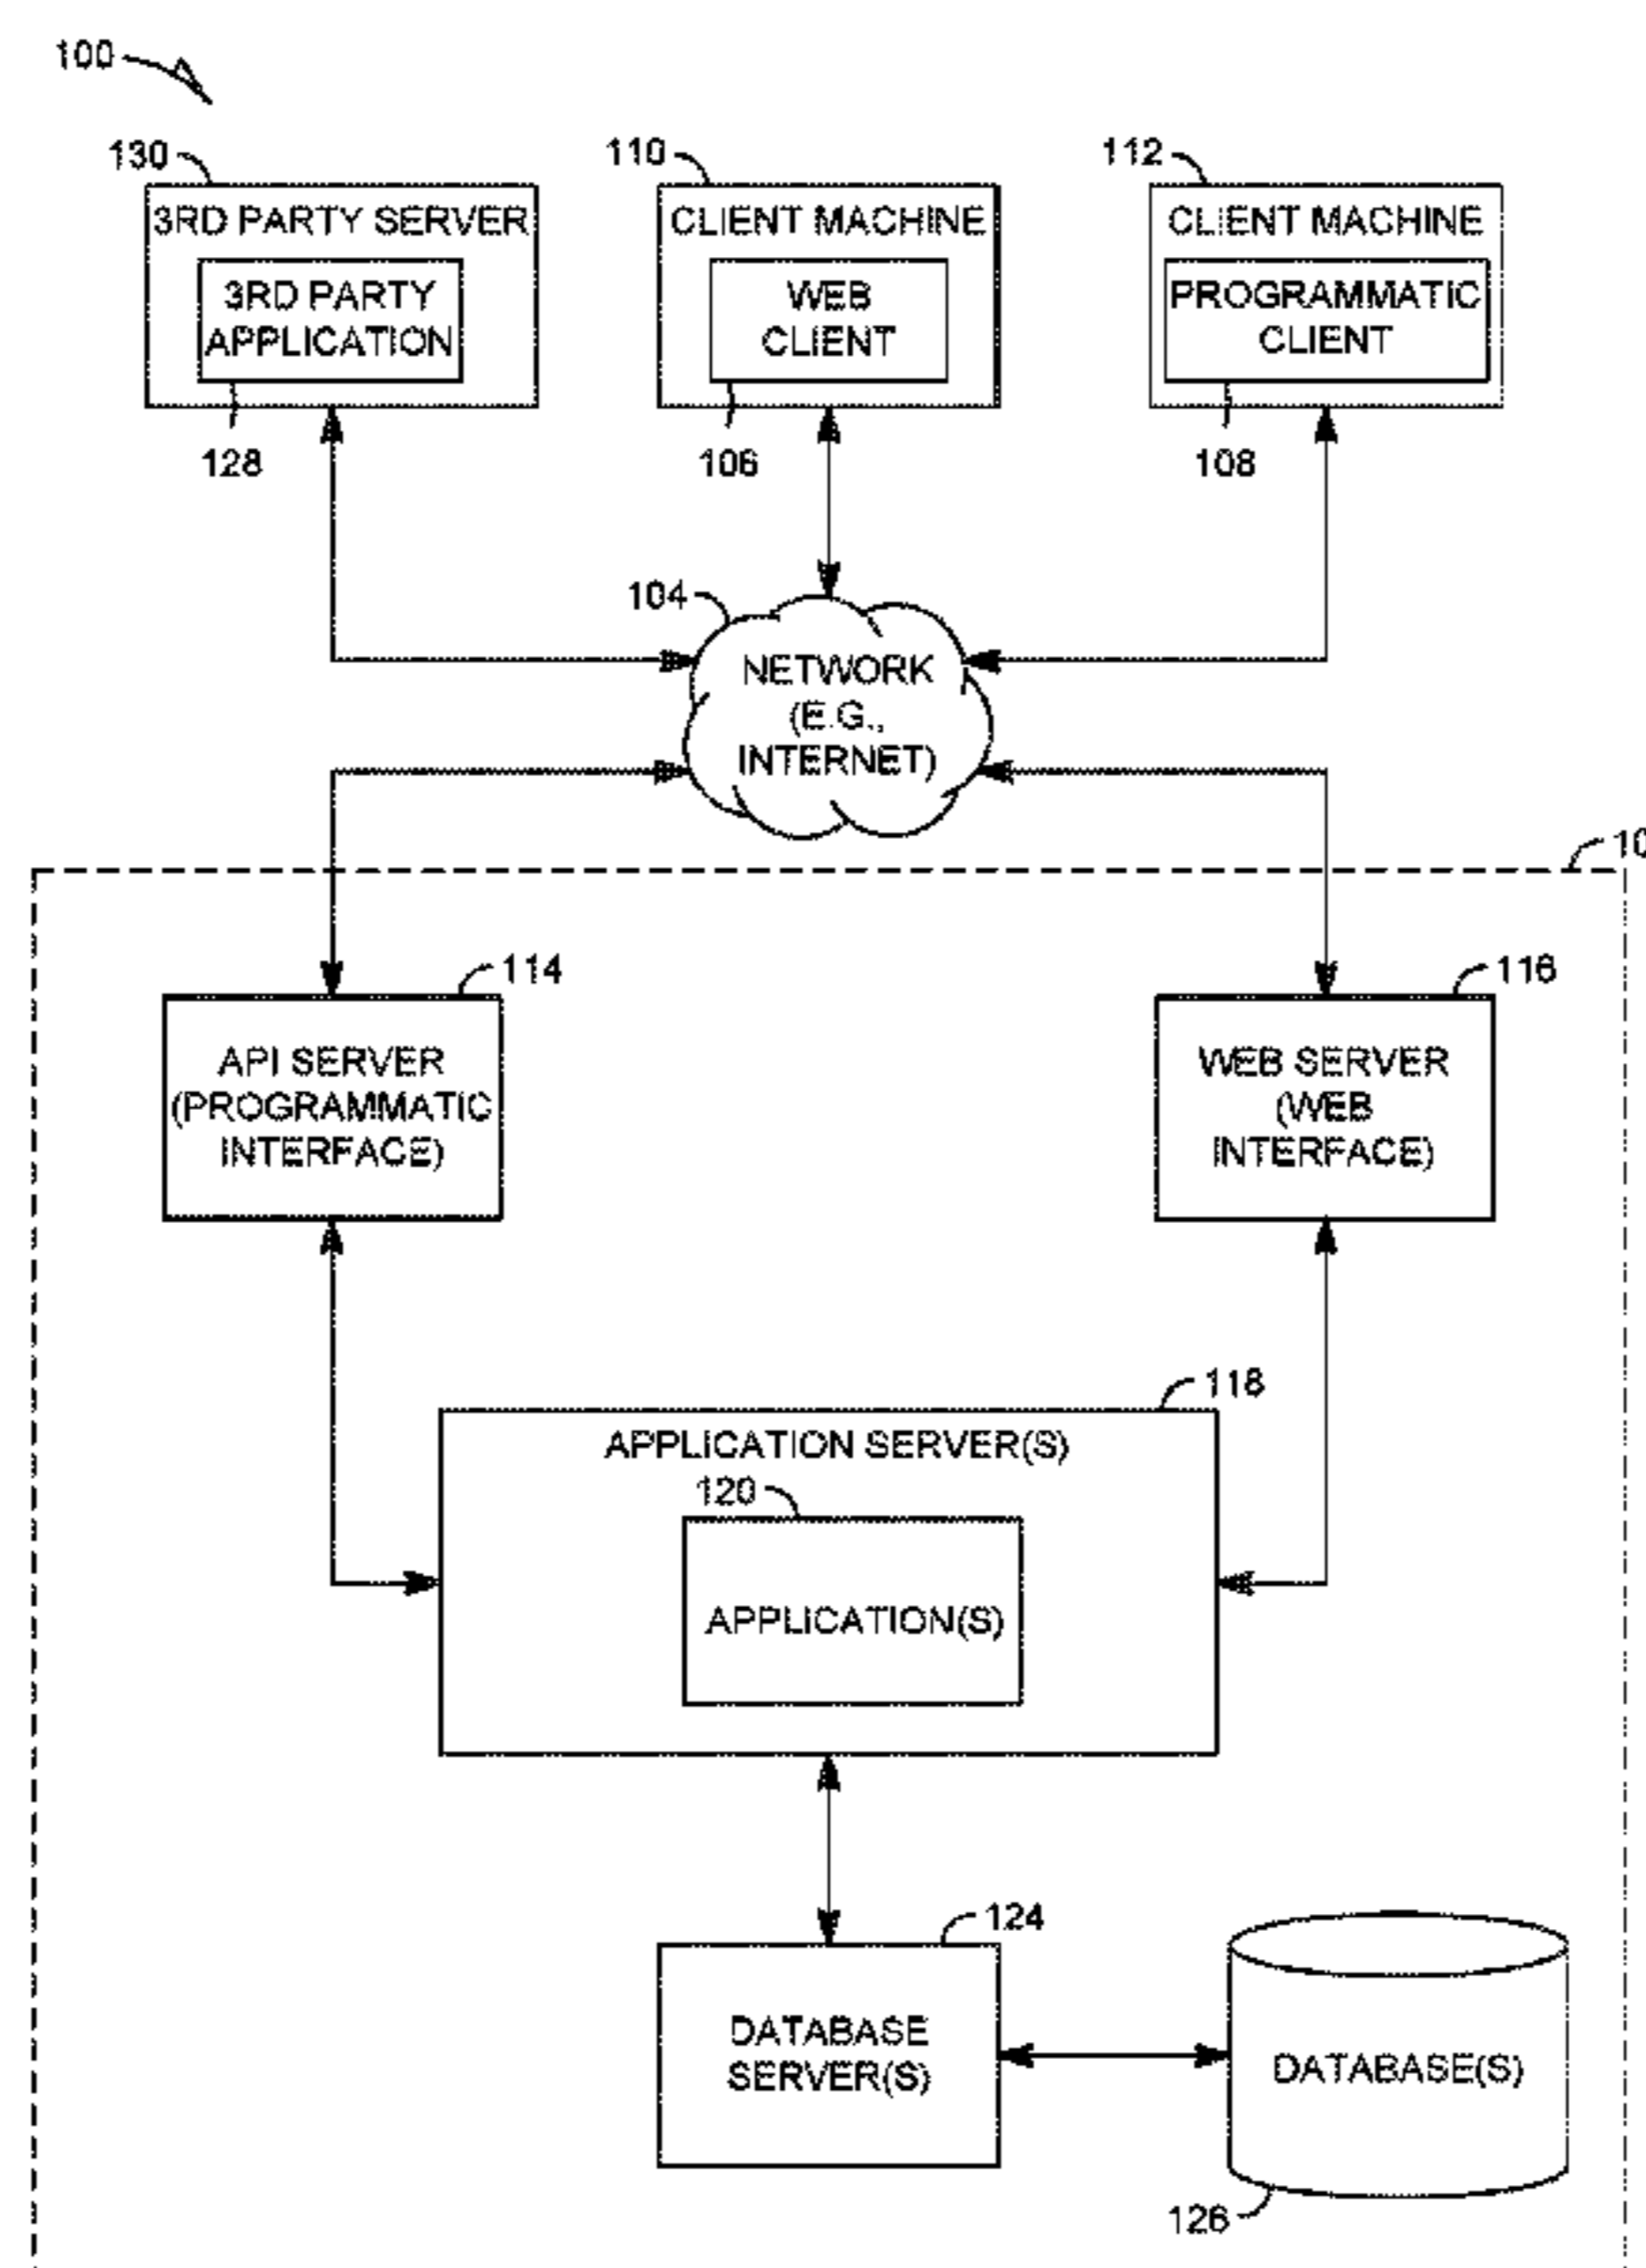 100
130
110
112
3RD PARTY SERVER
3RD PARTY
APPLICATION
128
CLIENT MACHINE
WEB
CLIENT
106
CLIENT MACHINE
PROGRAMMATIC
CLIENT
108
104
NETWORK
(E.G.,
INTERNET)
10
114
API SERVER
(PROGRAMMATIC
INTERFACE)
116
WEB SERVER
(WEB
INTERFACE)
118
APPLICATION SERVER(S)
120
APPLICATION(S)
124
DATABASE
SERVER(S)
DATABASE(S)
126